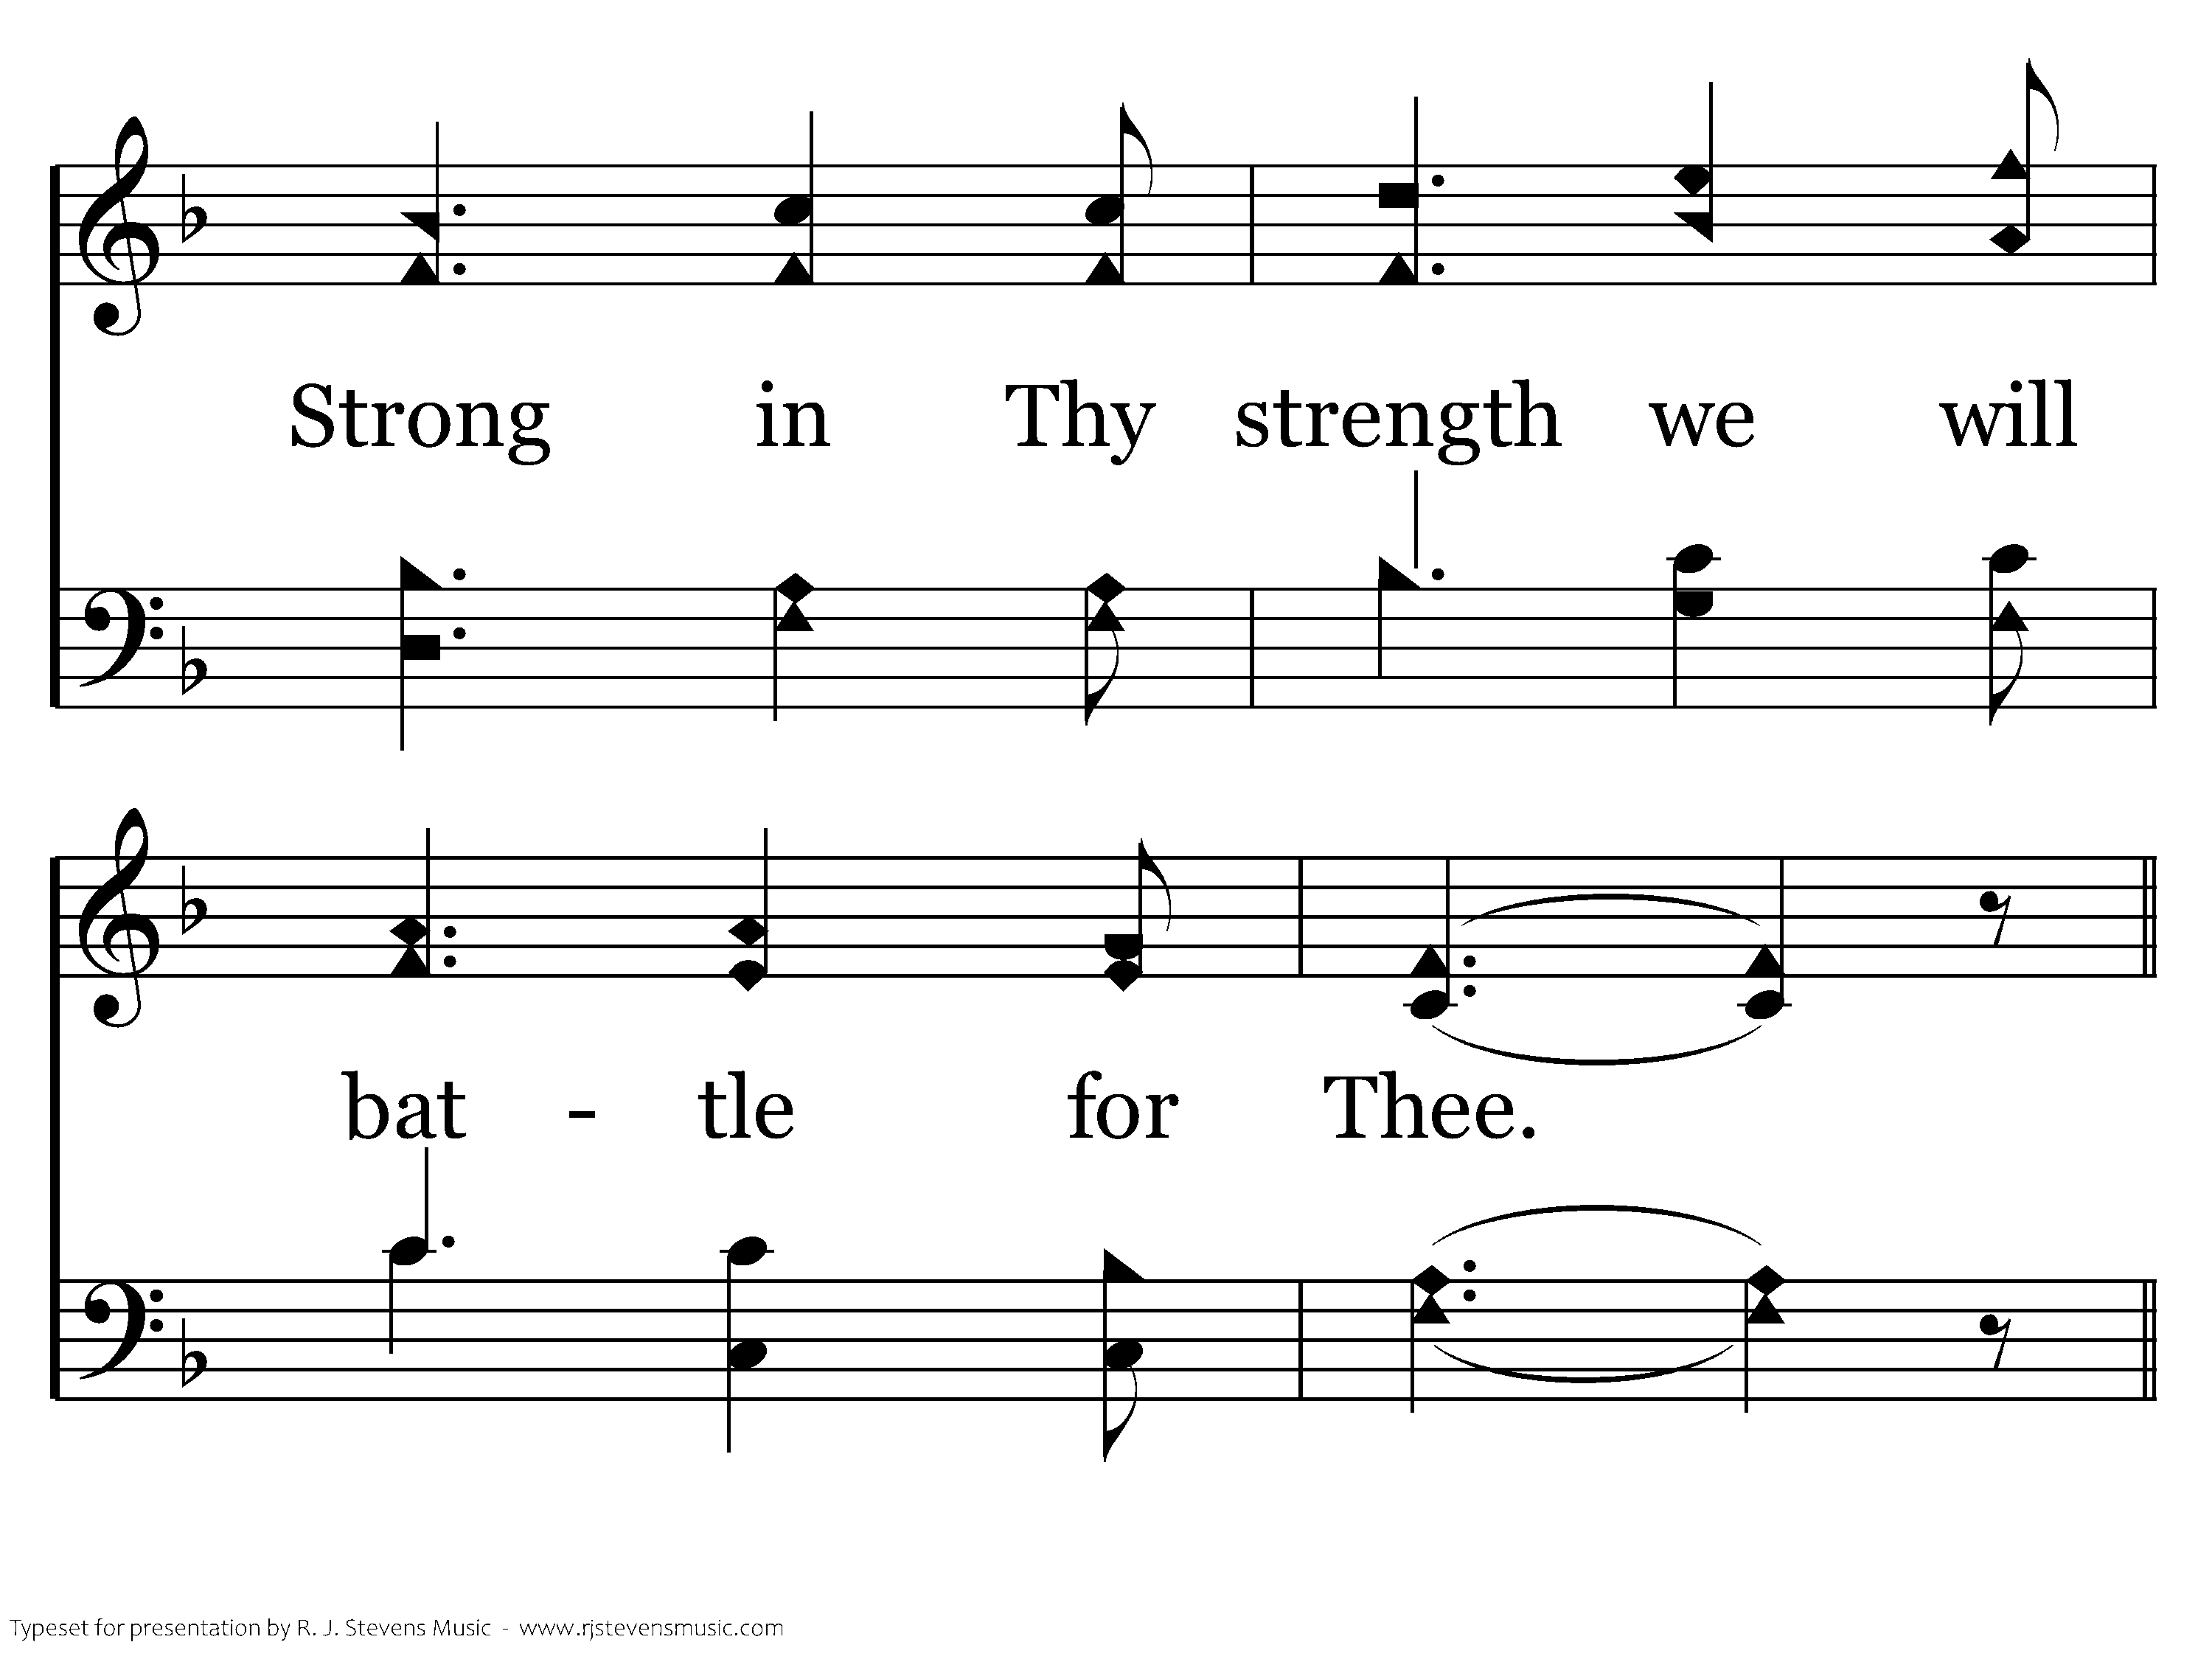 Strong in Thy strength we will
bat - tle for Thee.
Typeset for presentation by R. J. Stevens Music - www.rjstevensmusic.com